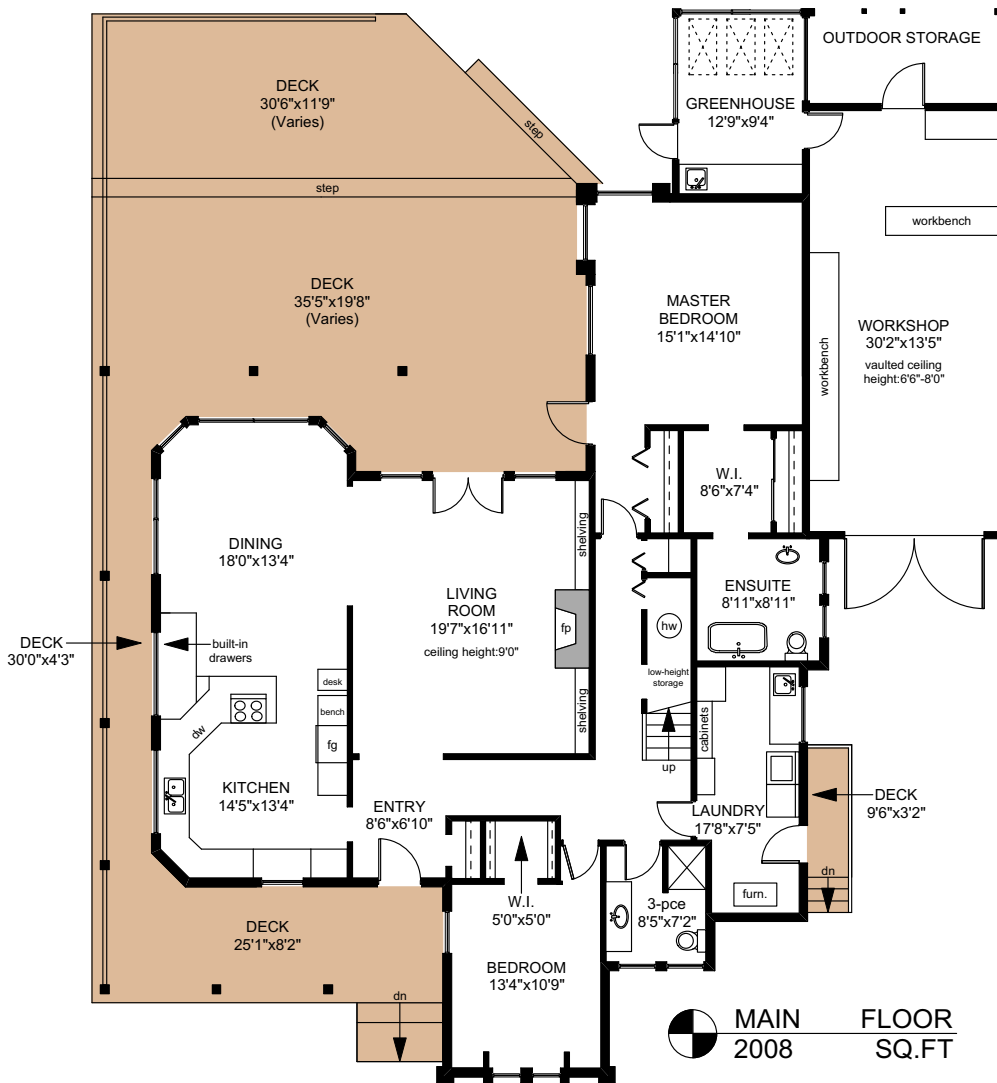 OUTDOOR STORAGE
DECK
30'6"x11'9"
(Varies)
step
GREENHOUSE
12'9"x9'4"
step
workbench
DECK
35'5"x19'8"
(Varies)
MASTER
BEDROOM
15'1"x14'10"
workbench
WORKSHOP
30'2"x13'5"
vaulted ceiling
height:6'6"-8'0"
W.I.
8'6"x7'4"
shelving
DINING
18'0"x13'4"
LIVING
ROOM
19'7"x16'11"
ceiling height:9'0"
fp
hw
ENSUITE
8'11"x8'11"
DECK
30'0"x4'3"
built-in
drawers
low-height
storage
desk
bench
shelving
cabinets
dw
fg
up
KITCHEN
14'5"x13'4"
ENTRY
8'6"x6'10"
LAUNDRY
17'8"x7'5"
DECK
9'6"x3'2"
dn
furn.
W.I.
5'0"x5'0"
3-pce
8'5"x7'2"
DECK
25'1"x8'2"
BEDROOM
13'4"x10'9"
dn
MAIN FLOOR
2008 SQ.FT